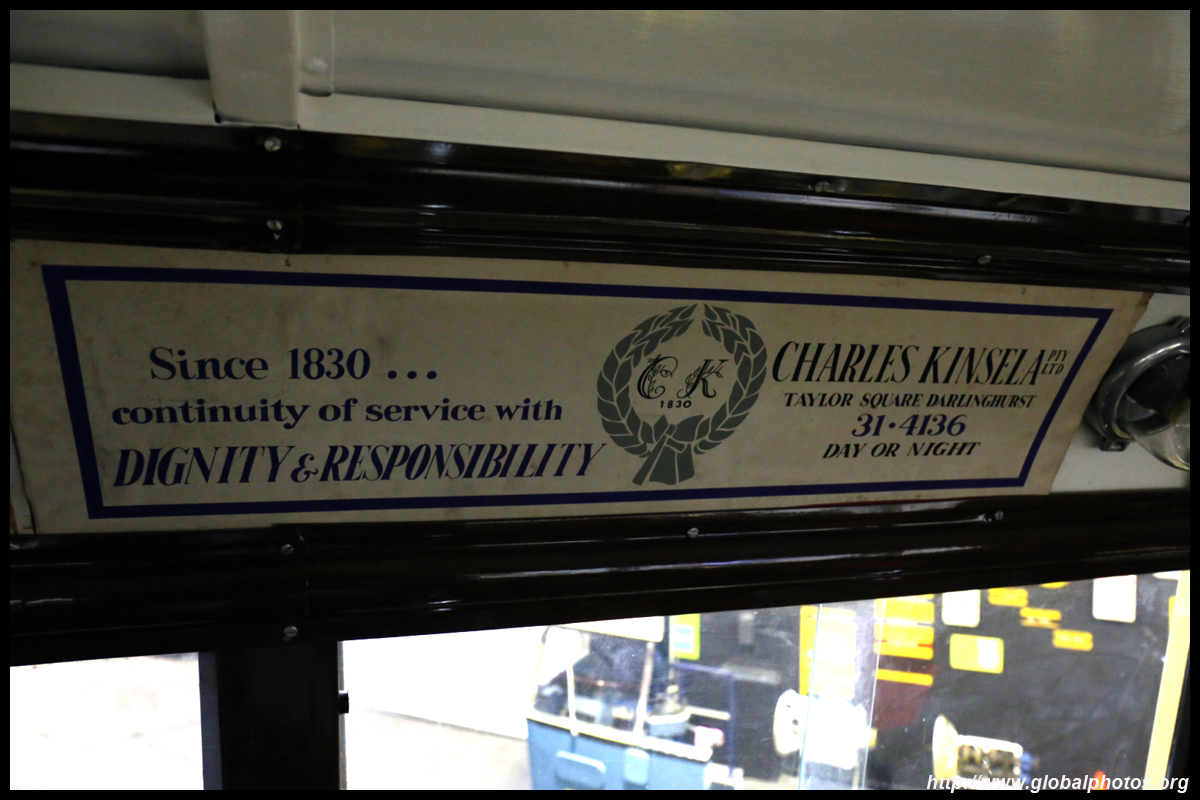 Since 1830 ...
continuity of service with
DIGNITY & RESPONSIBILITY
C K
1830
CHARLES KINSELA PTY LTD
TAYLOR SQUARE DARLINGHURST
31·4136
DAY OR NIGHT
http://www.globalphotos.org